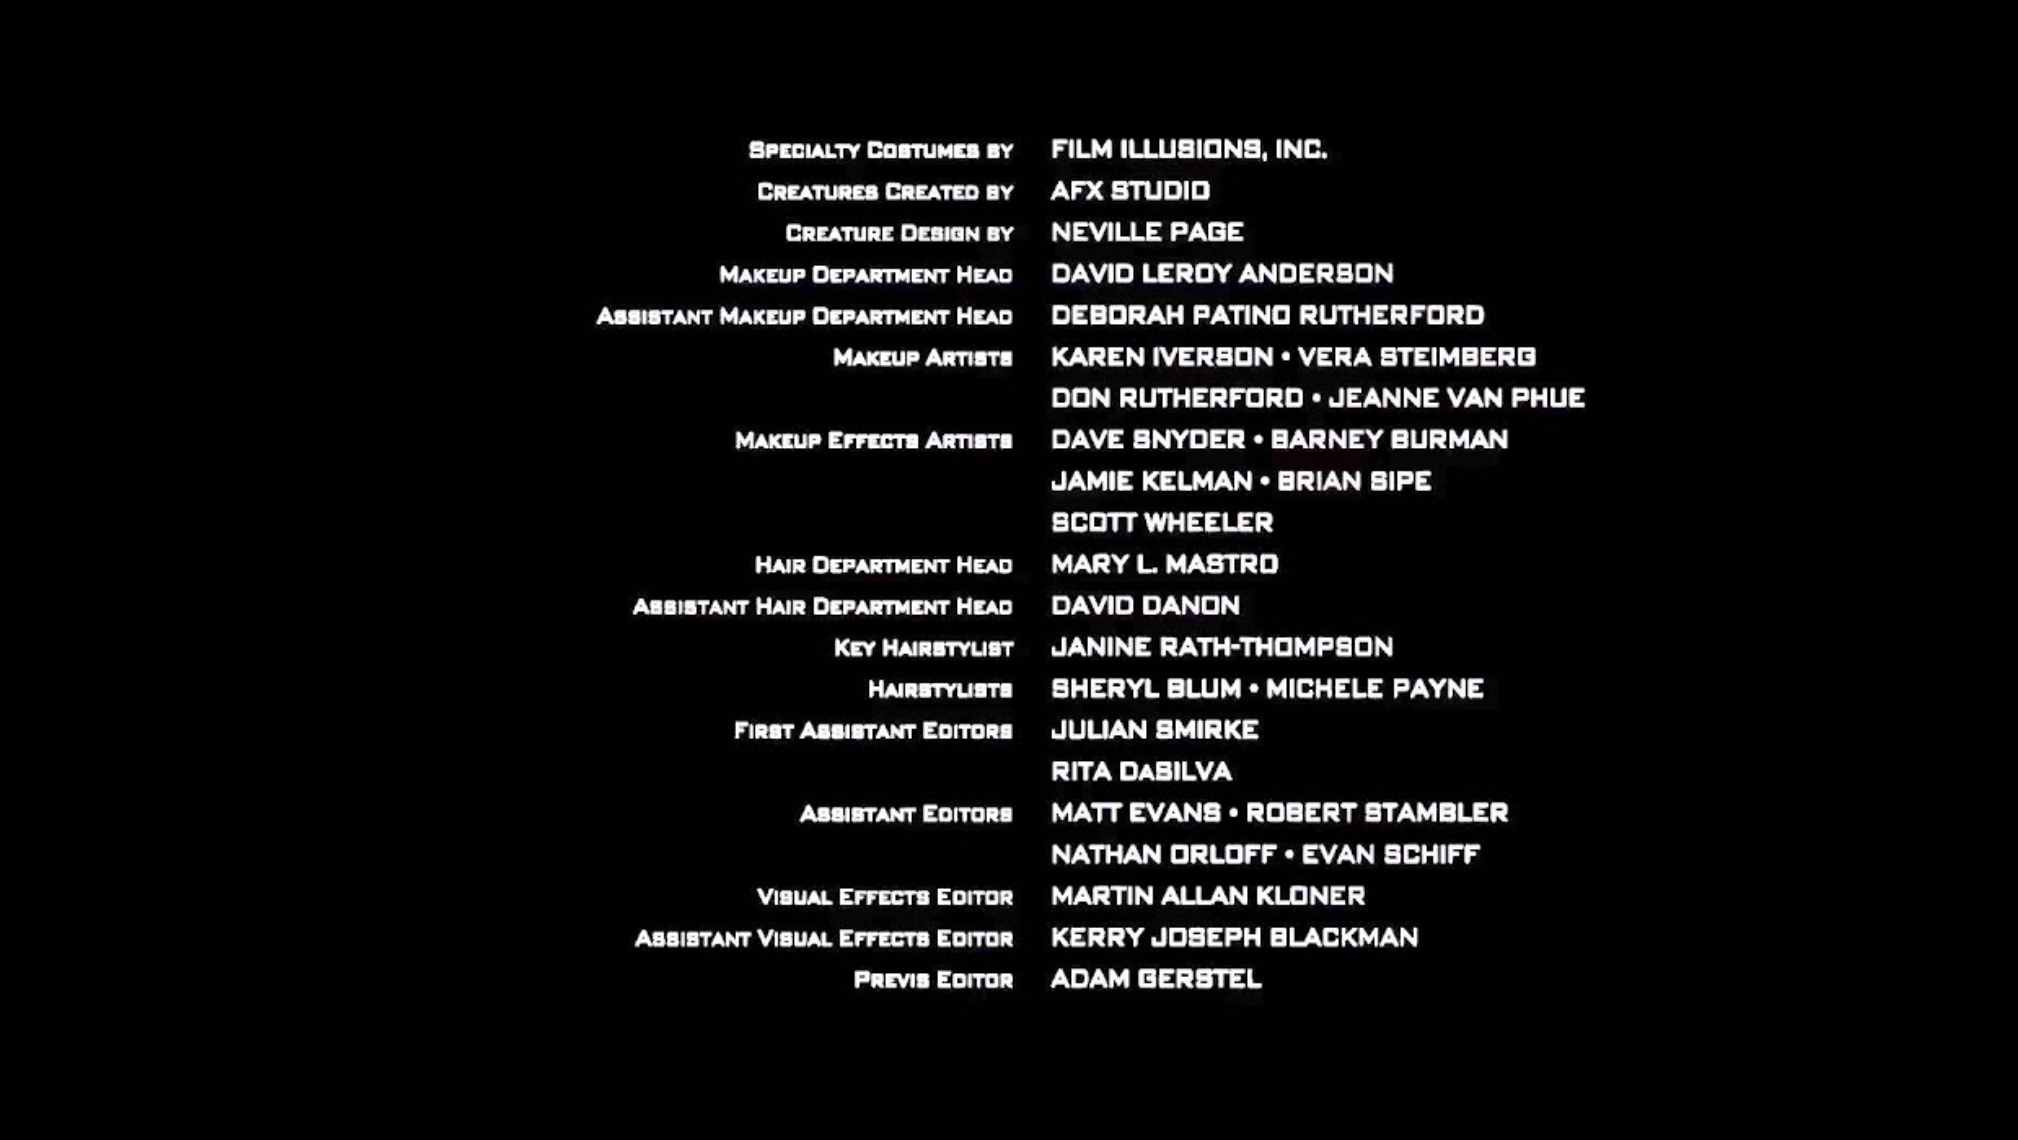 Specialty Costumes by FILM ILLUSIONS, INC.
Creatures Created by AFX STUDIO
Creature Design by NEVILLE PAGE
Makeup Department Head DAVID LEROY ANDERSON
Assistant Makeup Department Head DEBORAH PATINO RUTHERFORD
Makeup Artists KAREN IVERSON • VERA STEIMBERG
DON RUTHERFORD • JEANNE VAN PHUE
Makeup Effects Artists DAVE SNYDER • BARNEY BURMAN
JAMIE KELMAN • BRIAN SIPE
SCOTT WHEELER
Hair Department Head MARY L. MASTRO
Assistant Hair Department Head DAVID DANON
Key Hairstylist JANINE RATH-THOMPSON
Hairstylists SHERYL BLUM • MICHELE PAYNE
First Assistant Editors JULIAN SMIRKE
RITA DaSILVA
Assistant Editors MATT EVANS • ROBERT STAMBLER
NATHAN ORLOFF • EVAN SCHIFF
Visual Effects Editor MARTIN ALLAN KLONER
Assistant Visual Effects Editor KERRY JOSEPH BLACKMAN
Previs Editor ADAM GERSTEL